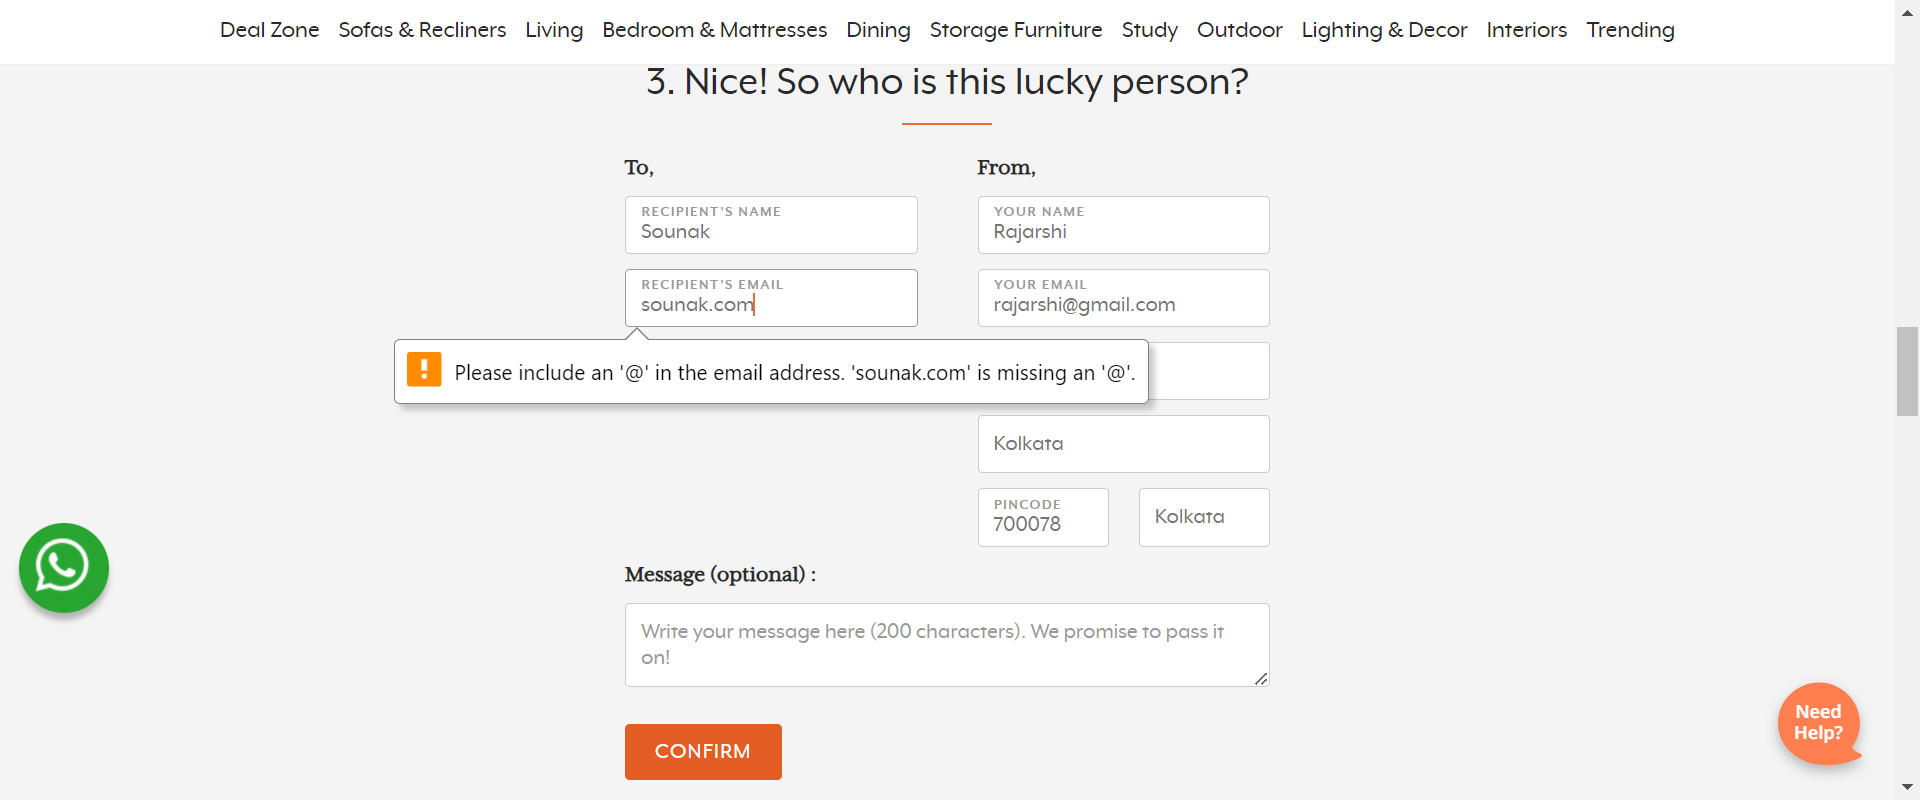 Deal Zone Sofas & Recliners Living Bedroom & Mattresses Dining Storage Furniture Study Outdoor Lighting & Decor Interiors Trending
3. Nice! So who is this lucky person?
To,
RECIPIENT'S NAME
Sounak
RECIPIENT'S EMAIL
sounak.com
Please include an '@' in the email address. 'sounak.com' is missing an '@'.
From,
YOUR NAME
Rajarshi
YOUR EMAIL
rajarshi@gmail.com
Kolkata
PINCODE
700078
Kolkata
Message (optional) :
Write your message here (200 characters). We promise to pass it
on!
CONFIRM
Need
Help?